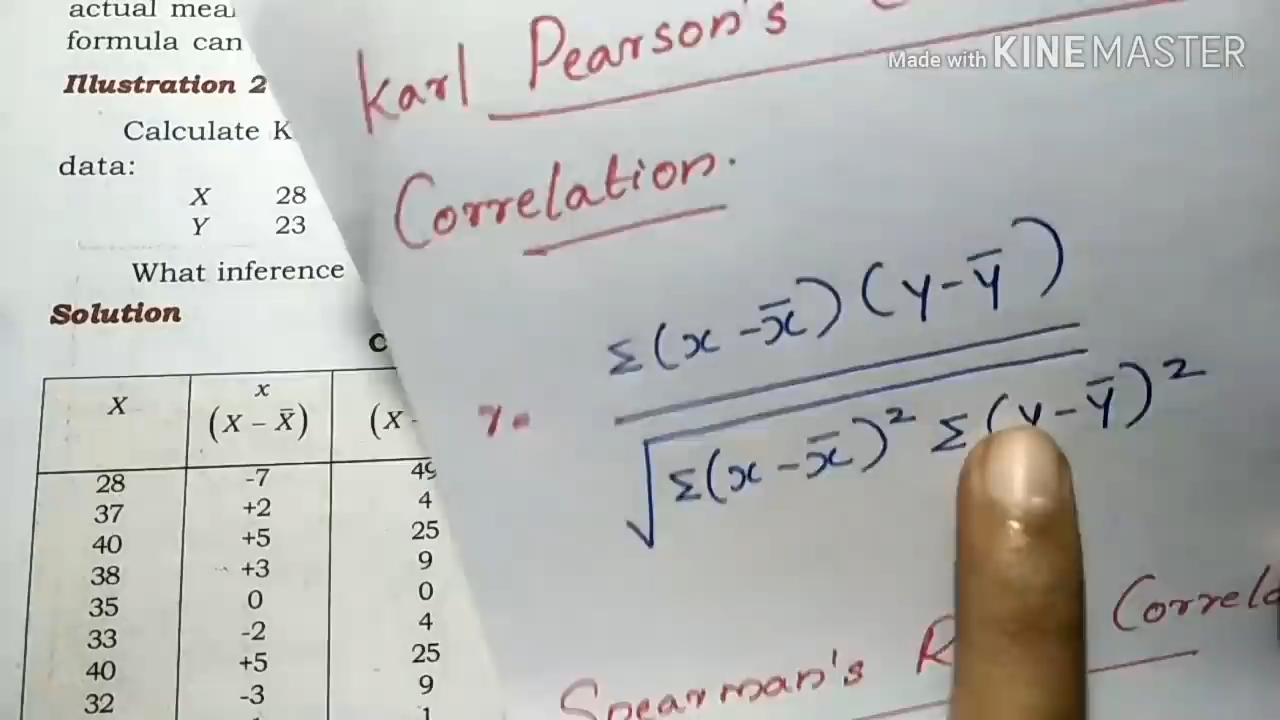 actual mea
formula can
Illustration 2
Calculate K
data:
X 28
Y 23
What inference
Solution
X x (X – X̄) (X -
28 -7 49
37 +2 4
40 +5 25
38 +3 9
35 0 0
33 -2 4
40 +5 25
32 -3 9
1
Made with KINEMASTER
Karl Pearson's
Correlation.
r = Σ(x - x̄)(y - ȳ)
√Σ(x - x̄)² Σ(y - ȳ)²
Spearman's R Correla